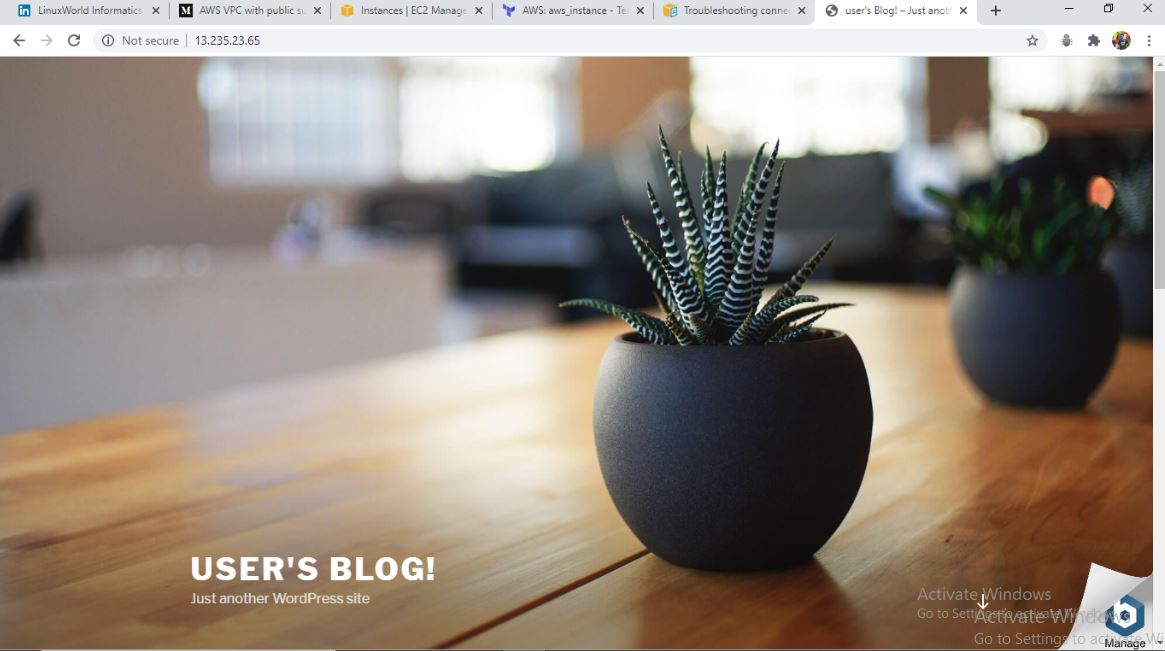 LinuxWorld Informatics
AWS VPC with public su
Instances | EC2 Manage
AWS: aws_instance - Te
Troubleshooting conne
user's Blog! – Just anot
Not secure
13.235.23.65
USER'S BLOG!
Just another WordPress site
Activate Windows
Go to Settings to activate Windows.
Activate Windows
Go to Settings to activate Wi
Manage